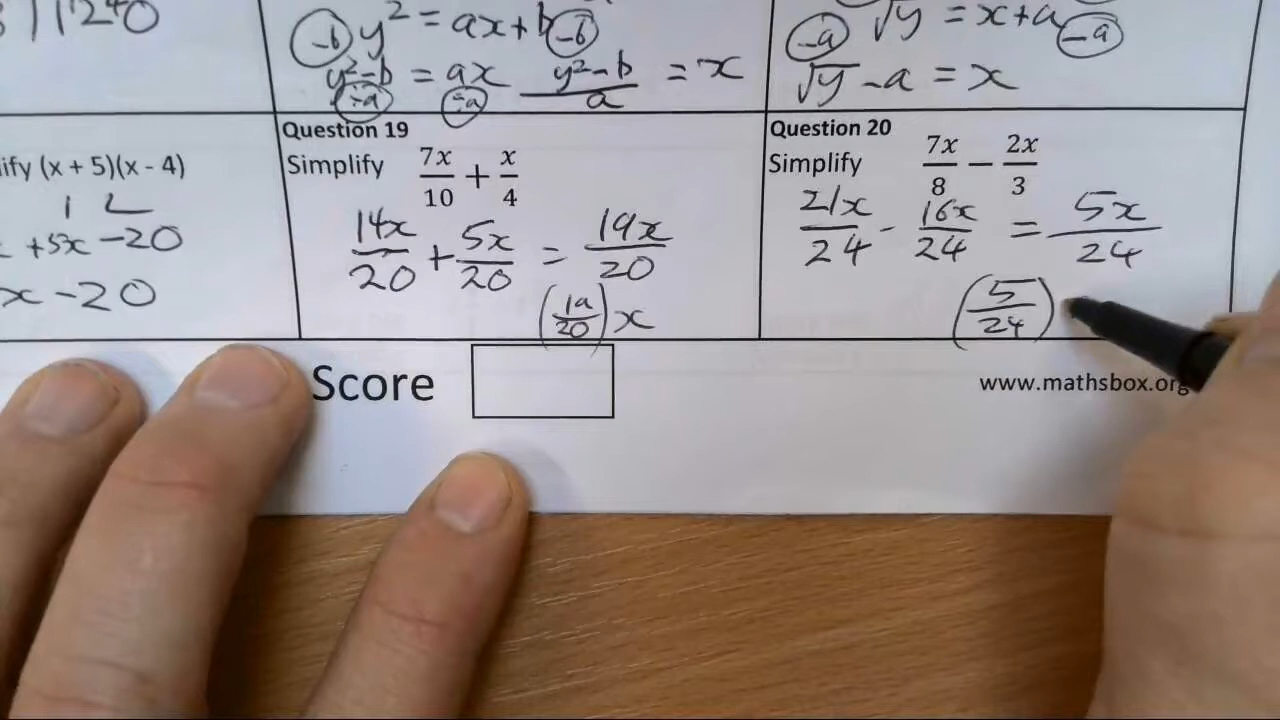 1240
-b y² = ax + b -b
y²-b = ax y²-b/a = x
÷a ÷a
-a √y = x + a -a
√y - a = x
ify (x + 5)(x - 4)
+5x -20
x - 20
Question 19
Simplify 7x/10 + x/4
14x/20 + 5x/20 = 19x/20
(19/20)x
Question 20
Simplify 7x/8 − 2x/3
21x/24 - 16x/24 = 5x/24
(5/24)
Score
www.mathsbox.org